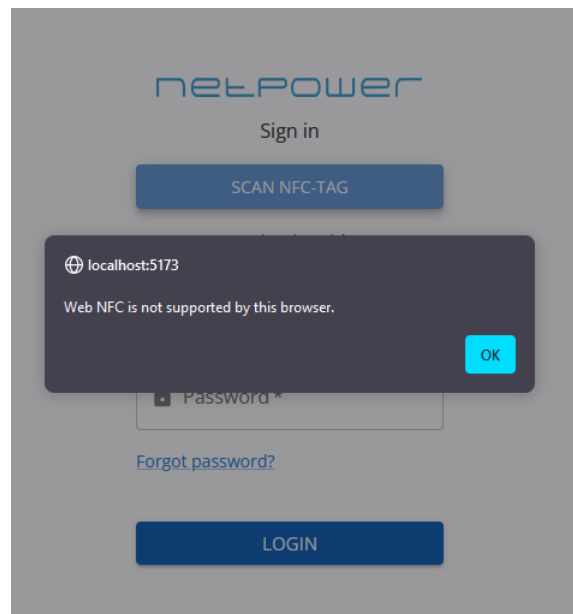 netpower
Sign in
SCAN NFC-TAG
localhost:5173
Web NFC is not supported by this browser.
OK
Password *
Forgot password?
LOGIN